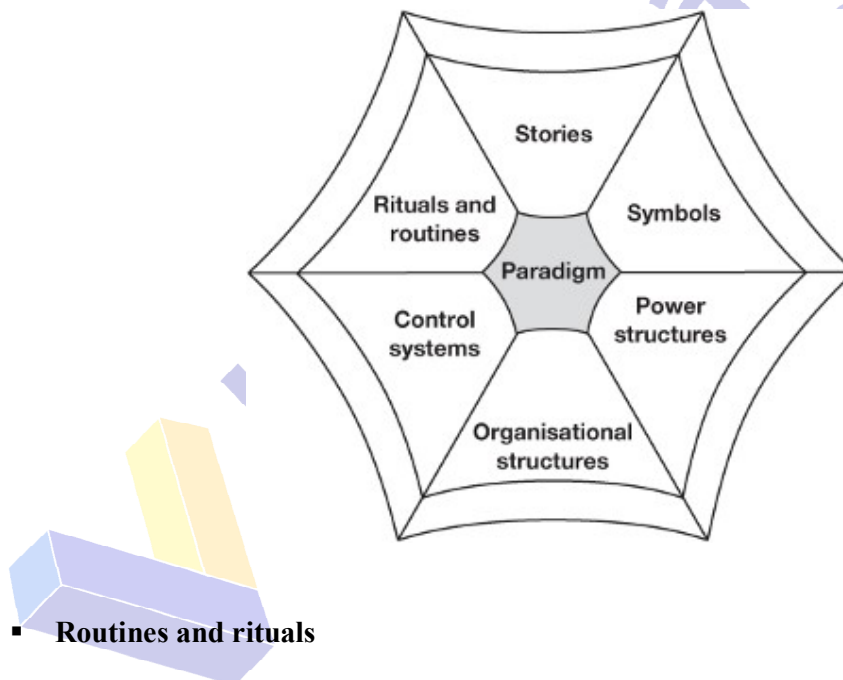 Stories
Rituals and
routines
Symbols
Paradigm
Control
systems
Power
structures
Organisational
structures
▪ Routines and rituals